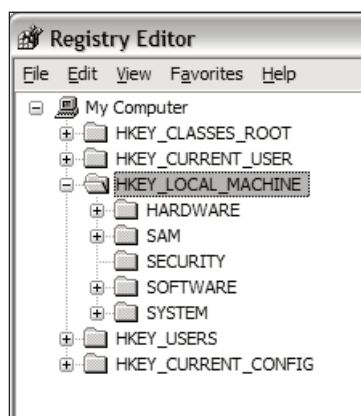 Registry Editor
File Edit View Favorites Help
My Computer
HKEY_CLASSES_ROOT
HKEY_CURRENT_USER
HKEY_LOCAL_MACHINE
HARDWARE
SAM
SECURITY
SOFTWARE
SYSTEM
HKEY_USERS
HKEY_CURRENT_CONFIG